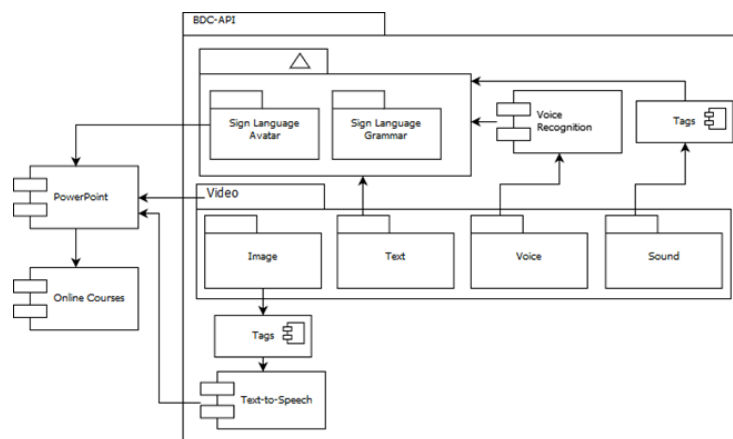 BDC-API
Sign Language
Avatar
Sign Language
Grammar
Voice
Recognition
Tags
PowerPoint
Video
Image
Text
Voice
Sound
Online Courses
Tags
Text-to-Speech